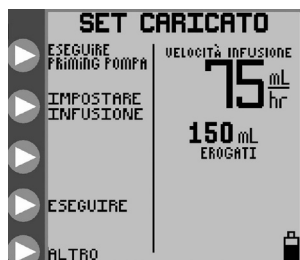 SET CARICATO
ESEGUIRE
PRIMING POMPA
IMPOSTARE
INFUSIONE
ESEGUIRE
ALTRO
VELOCITÀ INFUSIONE
75 mL/hr
150 mL
EROGATI